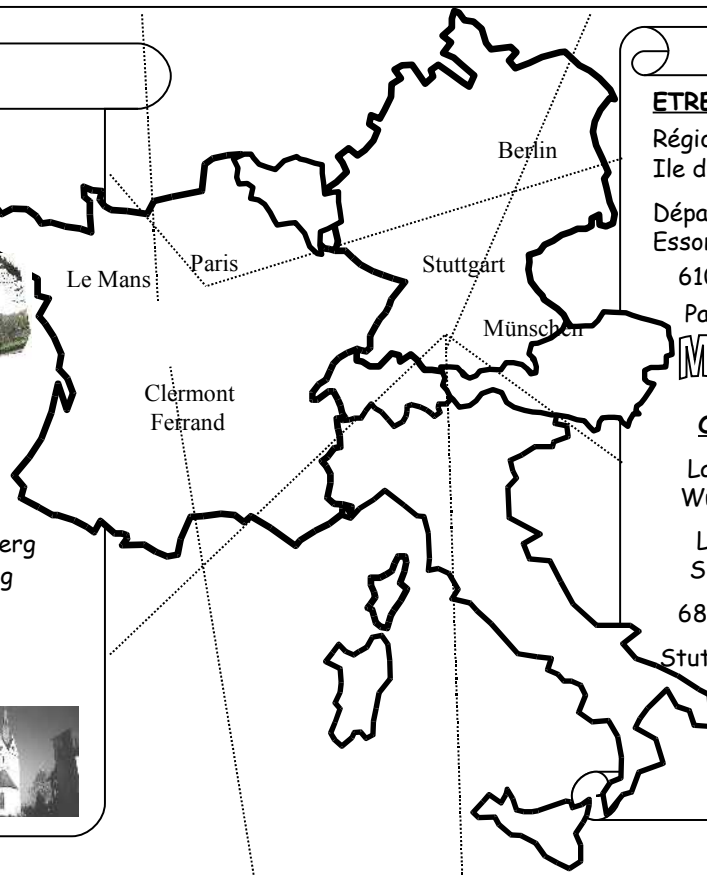 Berlin
Paris
Le Mans
Stuttgart
Münschen
Clermont
Ferrand
erg
g
ETRE
Régio
Ile d
Dépa
Essor
610
Pa
M
C
La
Wü
L
S
68
Stut